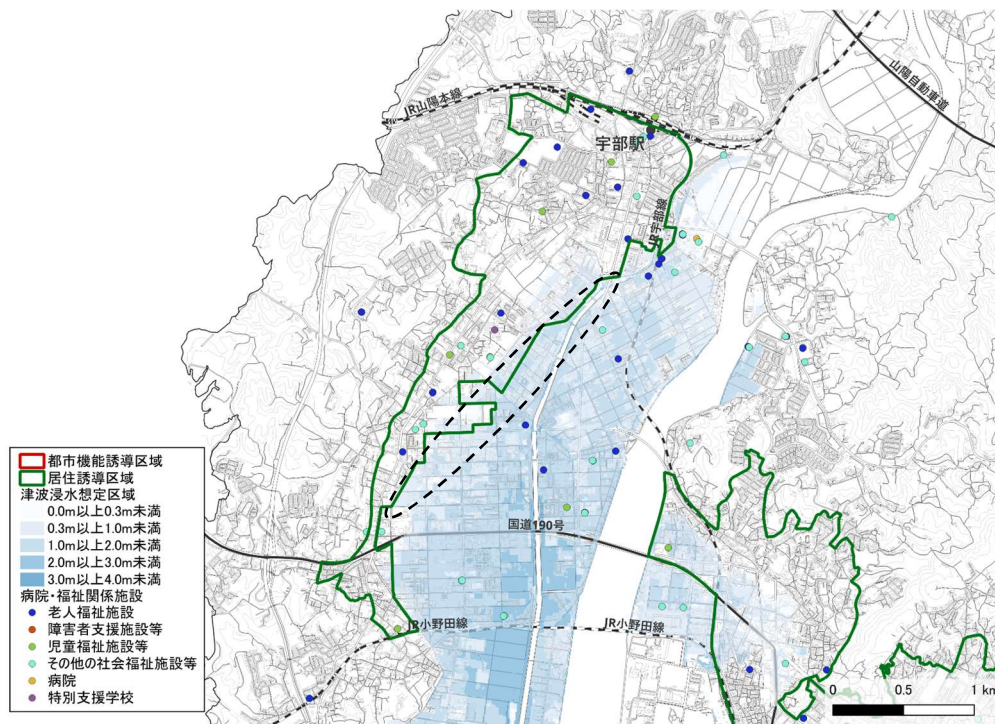 JR山陽本線
山陽自動車道
宇部駅
JR宇部線
国道190号
JR小野田線
JR小野田線
都市機能誘導区域
居住誘導区域
津波浸水想定区域
0.0m以上0.3m未満
0.3m以上1.0m未満
1.0m以上2.0m未満
2.0m以上3.0m未満
3.0m以上4.0m未満
病院・福祉関係施設
老人福祉施設
障害者支援施設等
児童福祉施設等
その他の社会福祉施設等
病院
特別支援学校
0 0.5 1 km